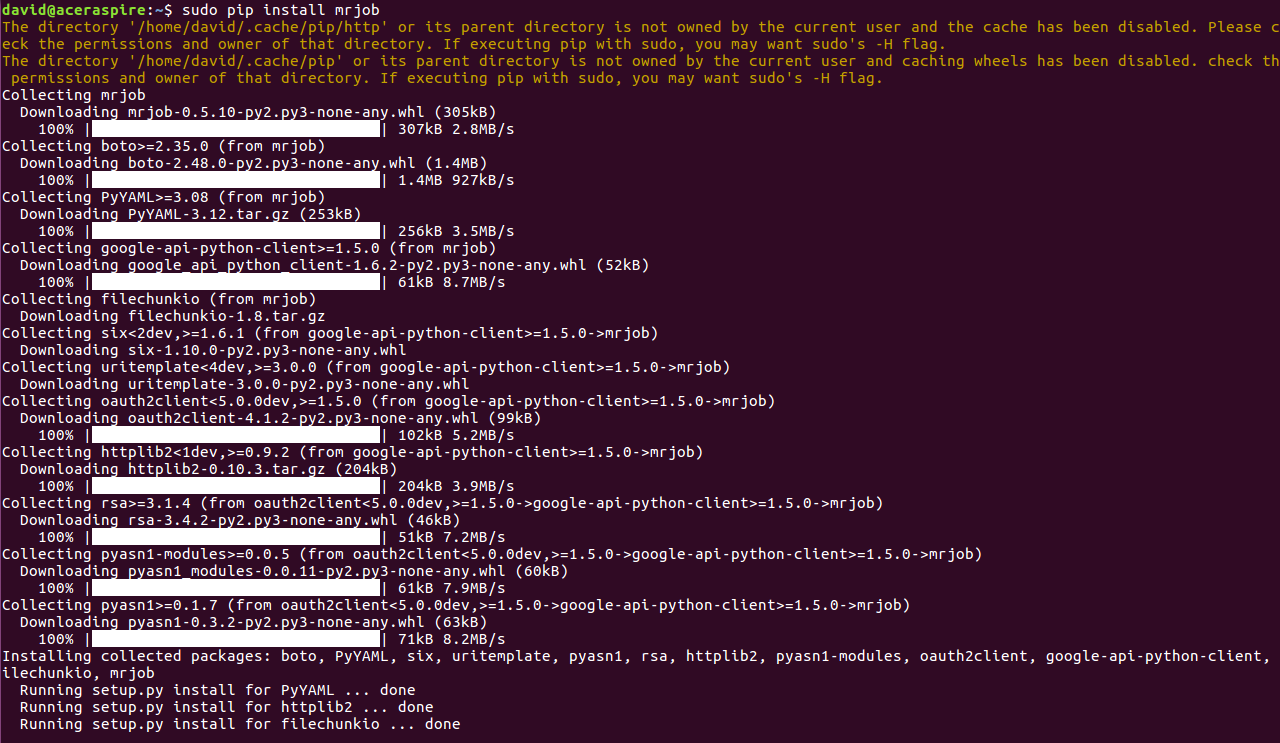 david@aceraspire:~$ sudo pip install mrjob
The directory '/home/david/.cache/pip/http' or its parent directory is not owned by the current user and the cache has been disabled. Please c
eck the permissions and owner of that directory. If executing pip with sudo, you may want sudo's -H flag.
The directory '/home/david/.cache/pip' or its parent directory is not owned by the current user and caching wheels has been disabled. check th
 permissions and owner of that directory. If executing pip with sudo, you may want sudo's -H flag.
Collecting mrjob
  Downloading mrjob-0.5.10-py2.py3-none-any.whl (305kB)
    100% |                                | 307kB 2.8MB/s
Collecting boto>=2.35.0 (from mrjob)
  Downloading boto-2.48.0-py2.py3-none-any.whl (1.4MB)
    100% |                                | 1.4MB 927kB/s
Collecting PyYAML>=3.08 (from mrjob)
  Downloading PyYAML-3.12.tar.gz (253kB)
    100% |                                | 256kB 3.5MB/s
Collecting google-api-python-client>=1.5.0 (from mrjob)
  Downloading google_api_python_client-1.6.2-py2.py3-none-any.whl (52kB)
    100% |                                | 61kB 8.7MB/s
Collecting filechunkio (from mrjob)
  Downloading filechunkio-1.8.tar.gz
Collecting six<2dev,>=1.6.1 (from google-api-python-client>=1.5.0->mrjob)
  Downloading six-1.10.0-py2.py3-none-any.whl
Collecting uritemplate<4dev,>=3.0.0 (from google-api-python-client>=1.5.0->mrjob)
  Downloading uritemplate-3.0.0-py2.py3-none-any.whl
Collecting oauth2client<5.0.0dev,>=1.5.0 (from google-api-python-client>=1.5.0->mrjob)
  Downloading oauth2client-4.1.2-py2.py3-none-any.whl (99kB)
    100% |                                | 102kB 5.2MB/s
Collecting httplib2<1dev,>=0.9.2 (from google-api-python-client>=1.5.0->mrjob)
  Downloading httplib2-0.10.3.tar.gz (204kB)
    100% |                                | 204kB 3.9MB/s
Collecting rsa>=3.1.4 (from oauth2client<5.0.0dev,>=1.5.0->google-api-python-client>=1.5.0->mrjob)
  Downloading rsa-3.4.2-py2.py3-none-any.whl (46kB)
    100% |                                | 51kB 7.2MB/s
Collecting pyasn1-modules>=0.0.5 (from oauth2client<5.0.0dev,>=1.5.0->google-api-python-client>=1.5.0->mrjob)
  Downloading pyasn1_modules-0.0.11-py2.py3-none-any.whl (60kB)
    100% |                                | 61kB 7.9MB/s
Collecting pyasn1>=0.1.7 (from oauth2client<5.0.0dev,>=1.5.0->google-api-python-client>=1.5.0->mrjob)
  Downloading pyasn1-0.3.2-py2.py3-none-any.whl (63kB)
    100% |                                | 71kB 8.2MB/s
Installing collected packages: boto, PyYAML, six, uritemplate, pyasn1, rsa, httplib2, pyasn1-modules, oauth2client, google-api-python-client,
ilechunkio, mrjob
  Running setup.py install for PyYAML ... done
  Running setup.py install for httplib2 ... done
  Running setup.py install for filechunkio ... done